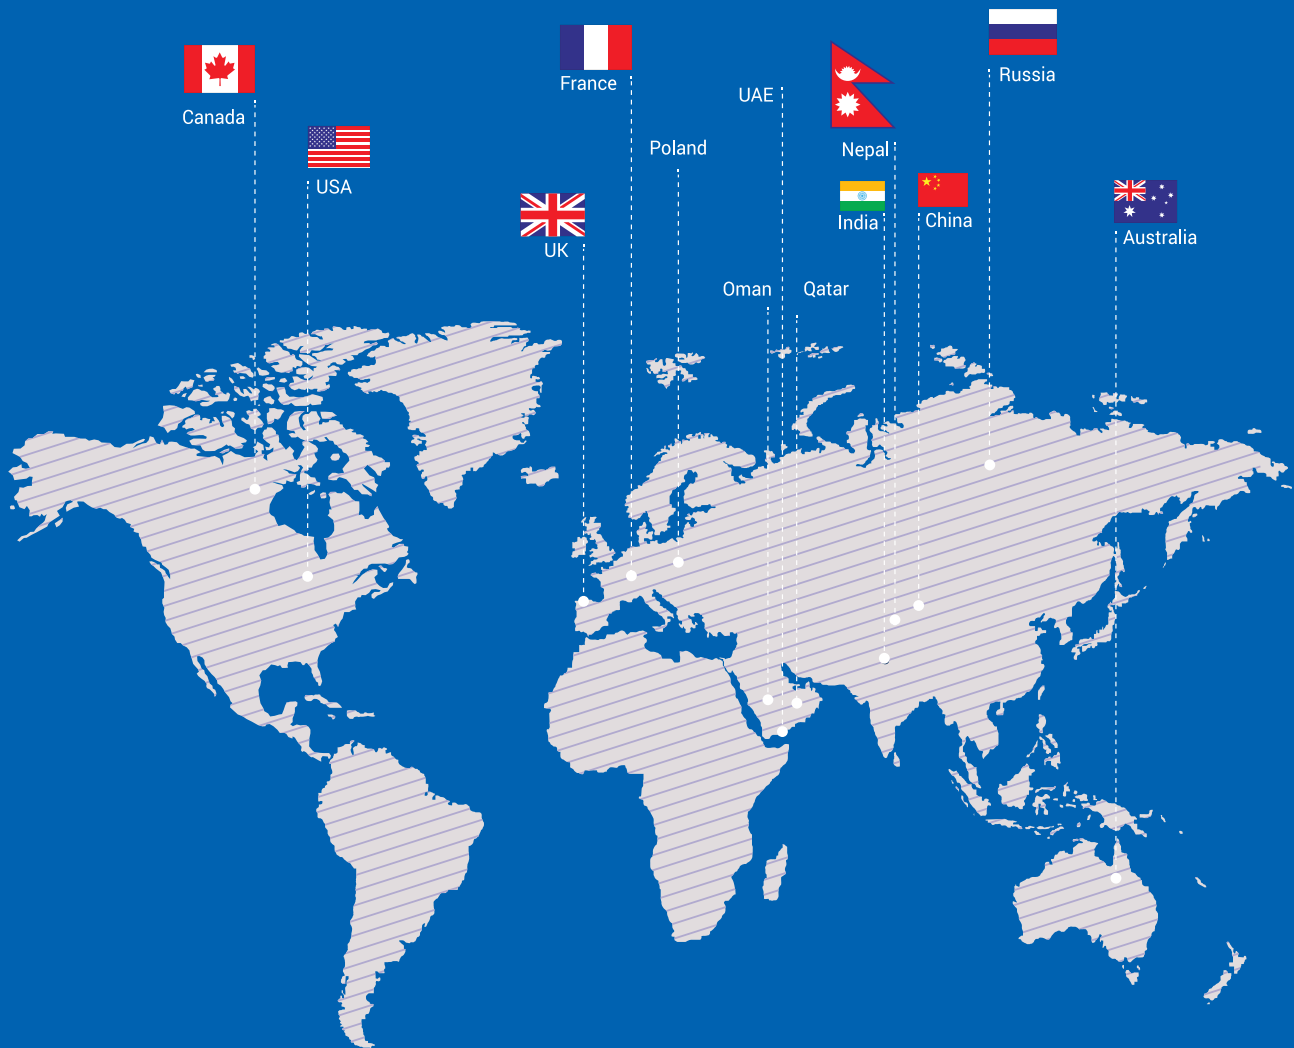 Canada
USA
France
UK
Poland
UAE
Oman
Qatar
Nepal
India
China
Russia
Australia